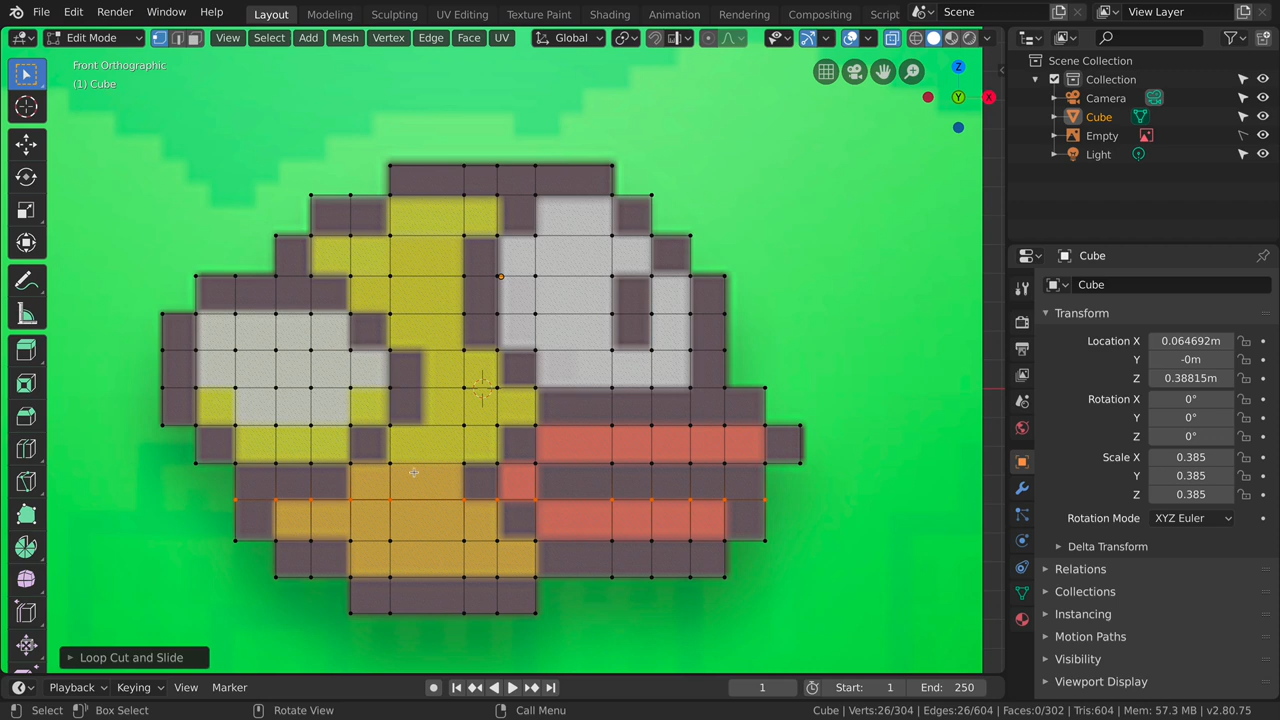 File Edit Render Window Help Layout Modeling Sculpting UV Editing Texture Paint Shading Animation Rendering Compositing Script Scene View Layer
Edit Mode View Select Add Mesh Vertex Edge Face UV Global
Front Orthographic
(1) Cube
Z
Y
X
Scene Collection
Collection
Camera
Cube
Empty
Light
Cube
Cube
Transform
Location X 0.064692m
Y -0m
Z 0.38815m
Rotation X 0°
Y 0°
Z 0°
Scale X 0.385
Y 0.385
Z 0.385
Rotation Mode XYZ Euler
Delta Transform
Relations
Collections
Instancing
Motion Paths
Visibility
Viewport Display
Loop Cut and Slide
Playback Keying View Marker 1 Start: 1 End: 250
Select Box Select Rotate View Call Menu Cube | Verts:26/304 | Edges:26/604 | Faces:0/302 | Tris:604 | Mem: 57.3 MB | v2.80.75